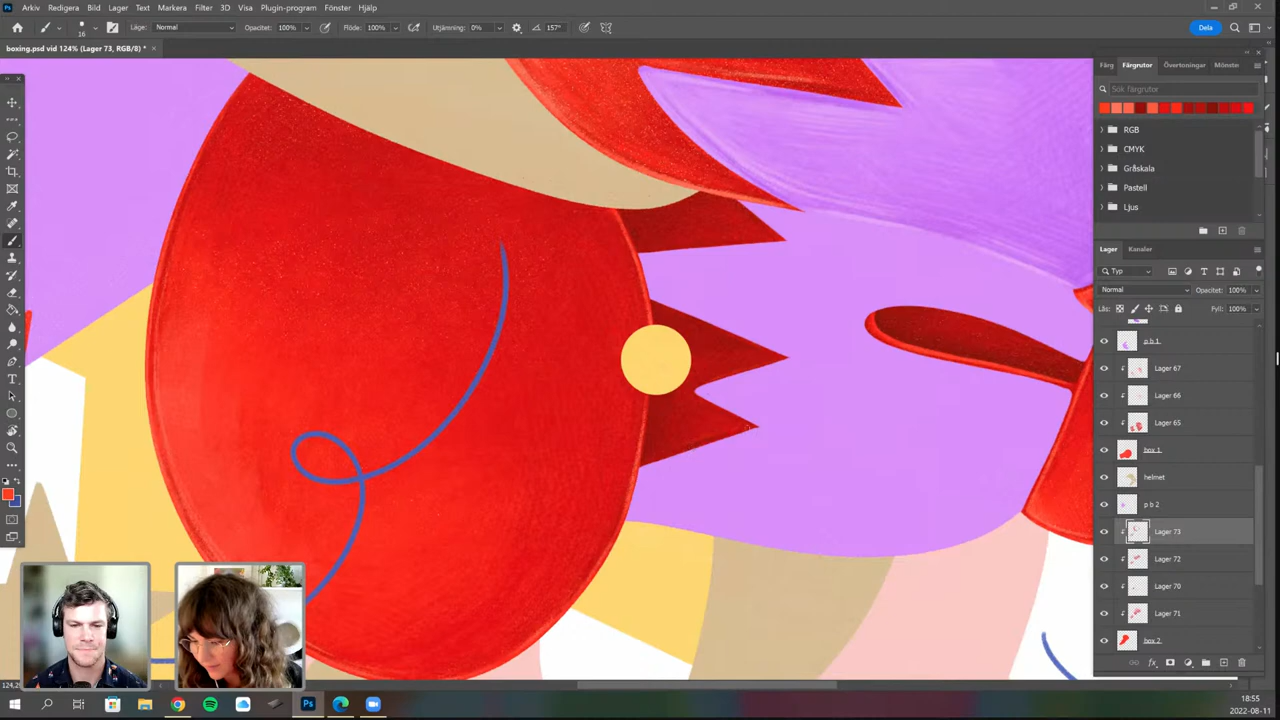 Arkiv Redigera Bild Lager Text Markera Filter 3D Visa Plugin-program Fönster Hjälp
16 Läge: Normal Opacitet: 100% Flöde: 100% Utjämning: 0% 157° Dela
boxing.psd vid 124% (Lager 73, RGB/8) *
Färg Färgrutor Övertoningar Mönste
Sök färgrutor
RGB
CMYK
Gråskala
Pastell
Ljus
Lager Kanaler
Typ
Normal Opacitet: 100%
Lås: Fyll: 100%
p b 1
Lager 67
Lager 66
Lager 65
box 1
helmet
p b 2
Lager 73
Lager 72
Lager 70
Lager 71
box 2
18:55
2022-08-11